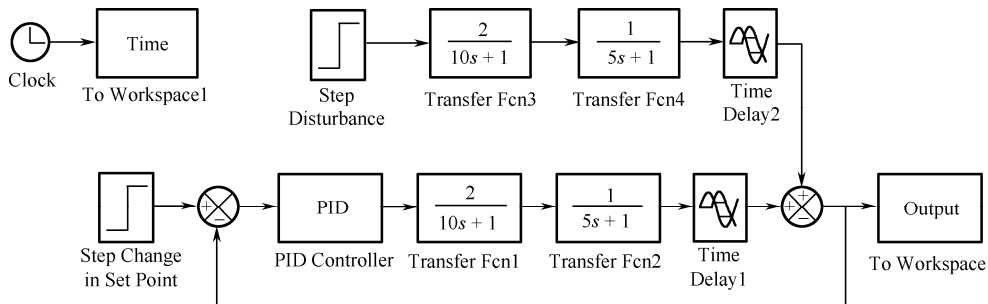 Time
Clock
To Workspace1
Step
Disturbance
2
10s + 1
Transfer Fcn3
1
5s + 1
Transfer Fcn4
Time
Delay2
Step Change
in Set Point
+
−
PID
PID Controller
2
10s + 1
Transfer Fcn1
1
5s + 1
Transfer Fcn2
Time
Delay1
+
+
−
Output
To Workspace